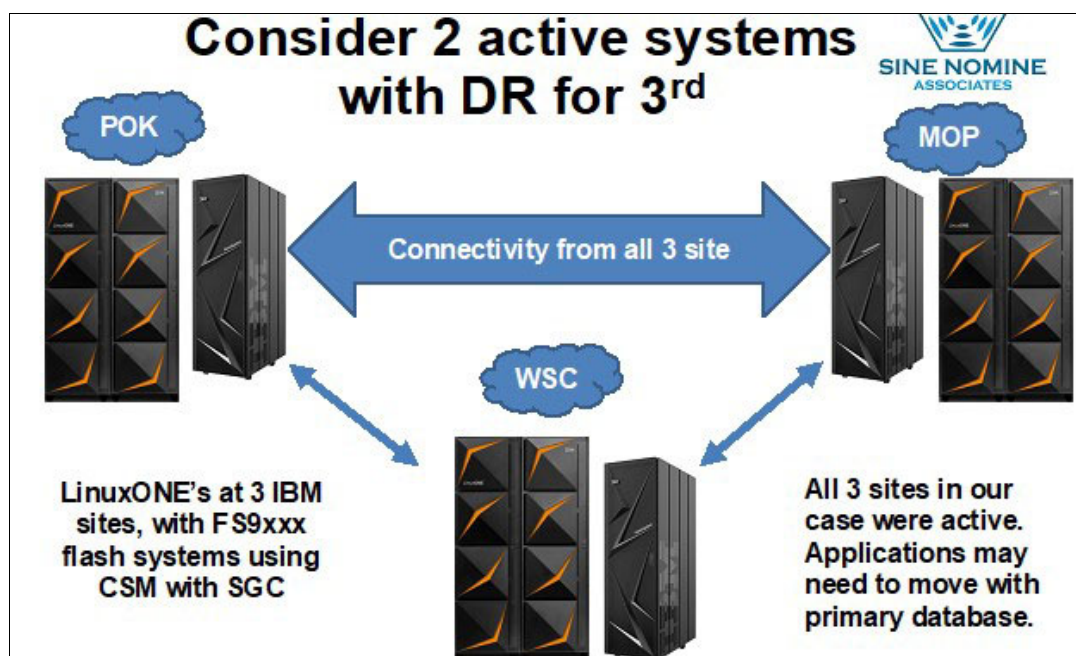 Consider 2 active systems
with DR for 3rd
SINE NOMINE
ASSOCIATES
POK
MOP
Connectivity from all 3 site
WSC
LinuxONE's at 3 IBM
sites, with FS9xxx
flash systems using
CSM with SGC
All 3 sites in our
case were active.
Applications may
need to move with
primary database.